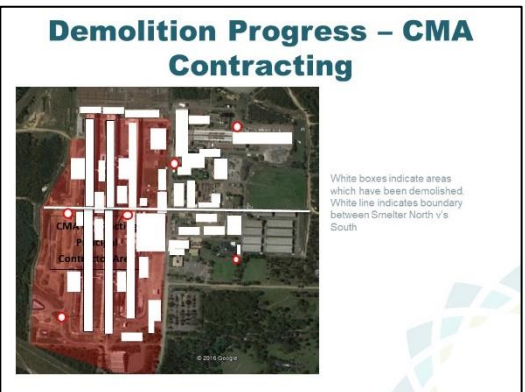 Demolition Progress – CMA
Contracting
White boxes indicate areas
which have been demolished.
White line indicates boundary
between Smelter North v's
South
CMA
Area
© 2016 Google